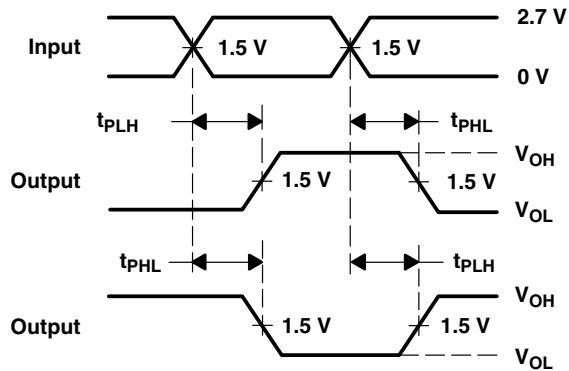 2.7 V
Input 1.5 V 1.5 V
0 V
tPLH tPHL
VOH
Output 1.5 V 1.5 V
VOL
tPHL tPLH
VOH
Output 1.5 V 1.5 V
VOL